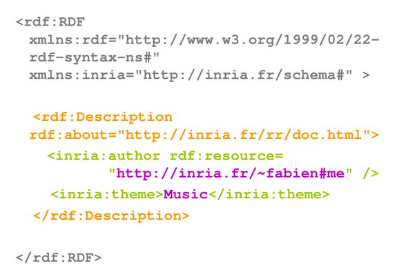 <rdf:RDF
xmlns:rdf="http://www.w3.org/1999/02/22-
rdf-syntax-ns#"
xmlns:inria="http://inria.fr/schema#" >
<rdf:Description
rdf:about="http://inria.fr/rr/doc.html">
<inria:author rdf:resource=
"http://inria.fr/~fabien#me" />
<inria:theme>Music</inria:theme>
</rdf:Description>
</rdf:RDF>